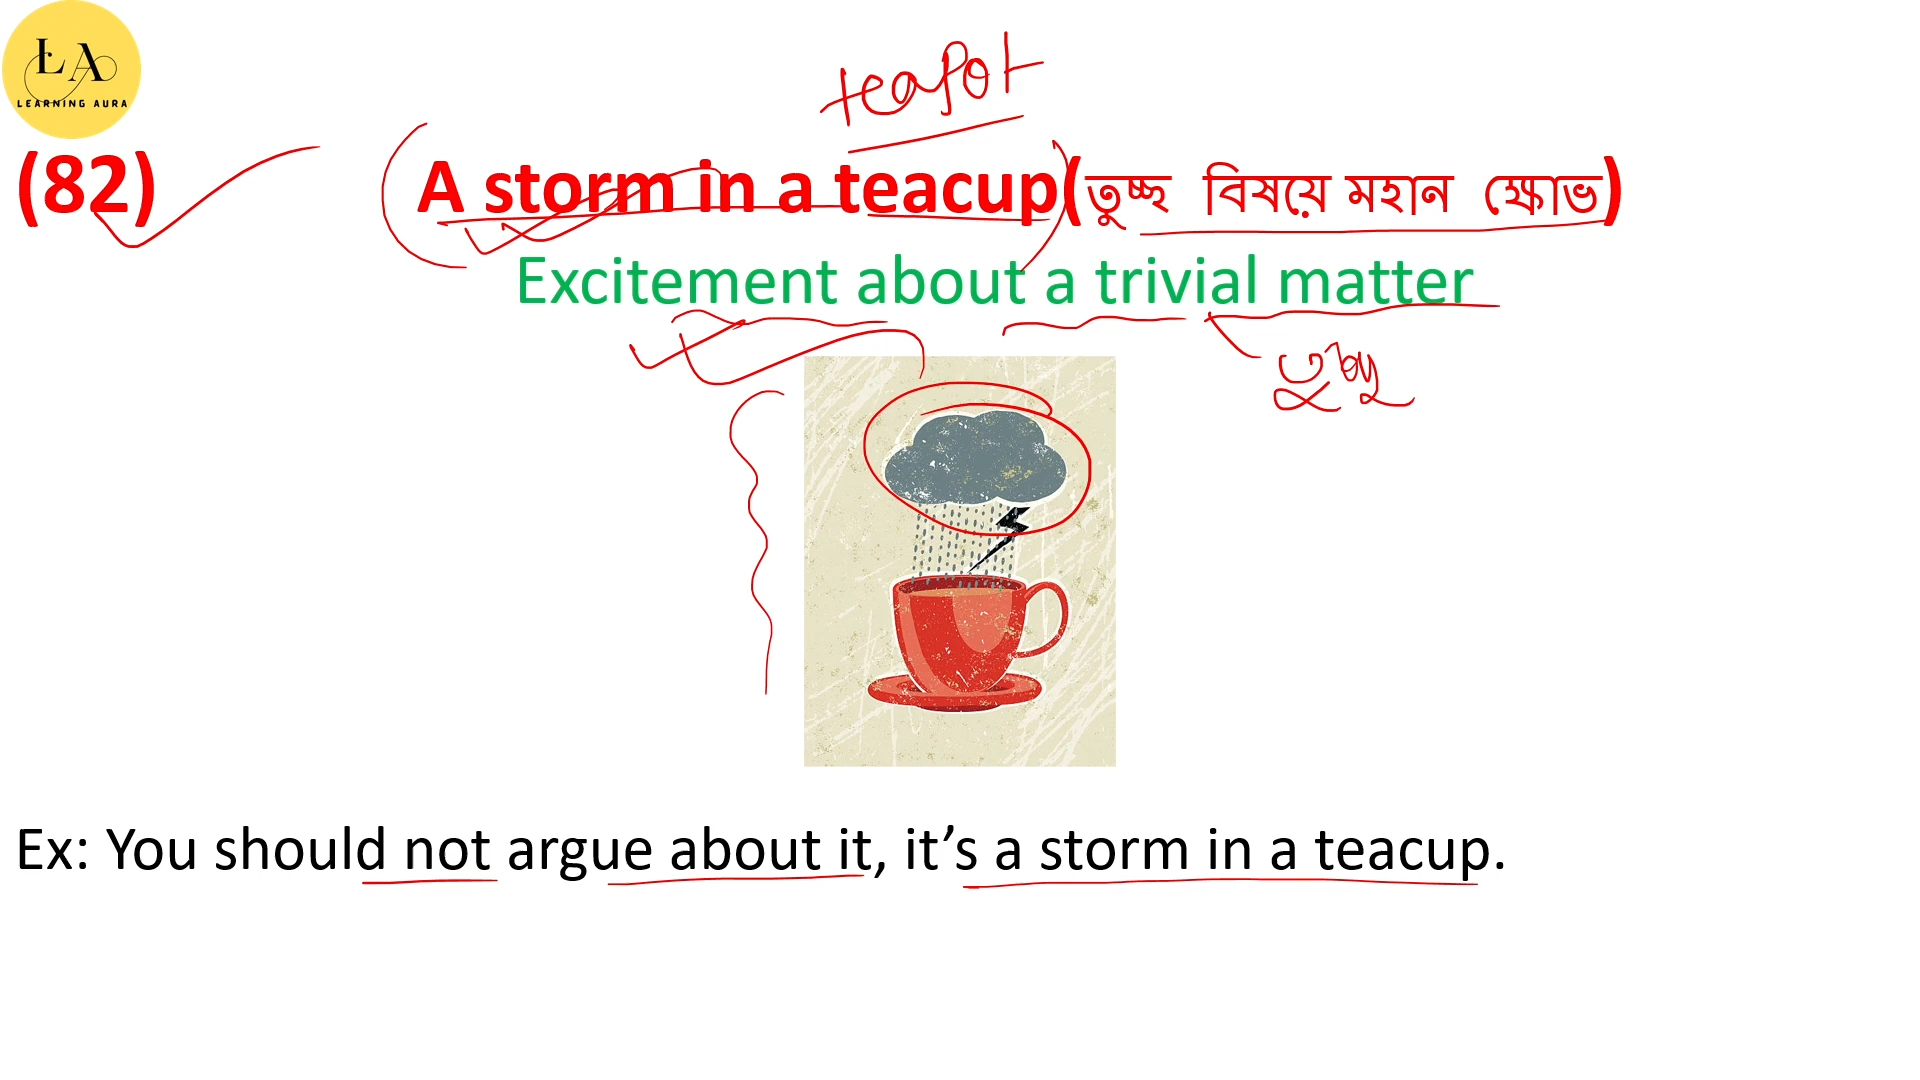 LA
LEARNING AURA
teapot
(82) A storm in a teacup(তুচ্ছ বিষয়ে মহান ক্ষোভ)
Excitement about a trivial matter
Ex: You should not argue about it, it's a storm in a teacup.